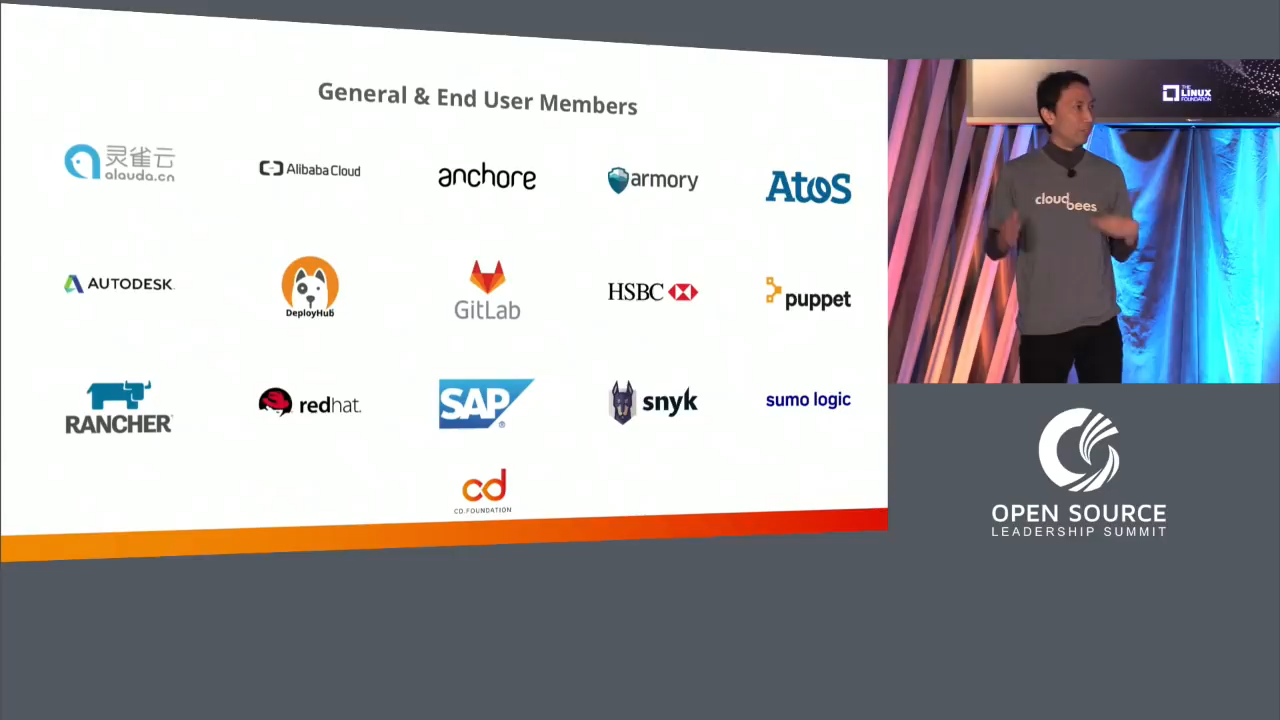 General & End User Members
灵雀云
alauda.cn
Alibaba Cloud
anchore
armory
Atos
AUTODESK
DeployHub
GitLab
HSBC
puppet
RANCHER
redhat.
SAP
snyk
sumo logic
cd
CD.FOUNDATION
THE
LINUX
FOUNDATION
cloudbees
OPEN SOURCE
LEADERSHIP SUMMIT